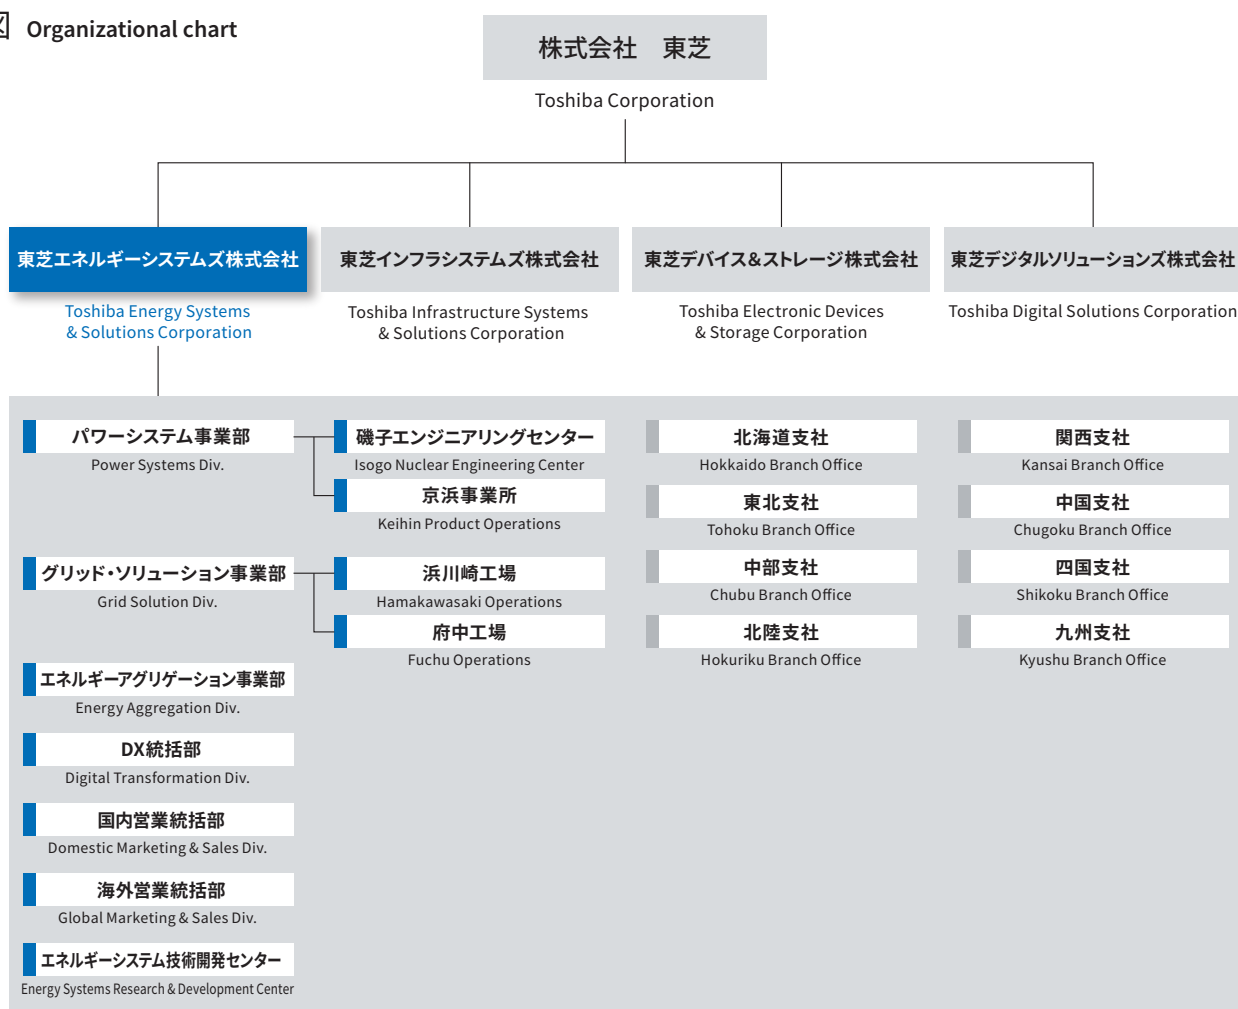 図 Organizational chart
株式会社　東芝
Toshiba Corporation
東芝エネルギーシステムズ株式会社
Toshiba Energy Systems
& Solutions Corporation
東芝インフラシステムズ株式会社
Toshiba Infrastructure Systems
& Solutions Corporation
東芝デバイス&ストレージ株式会社
Toshiba Electronic Devices
& Storage Corporation
東芝デジタルソリューションズ株式会社
Toshiba Digital Solutions Corporation
パワーシステム事業部
Power Systems Div.
磯子エンジニアリングセンター
Isogo Nuclear Engineering Center
京浜事業所
Keihin Product Operations
グリッド・ソリューション事業部
Grid Solution Div.
浜川崎工場
Hamakawasaki Operations
府中工場
Fuchu Operations
エネルギーアグリゲーション事業部
Energy Aggregation Div.
DX統括部
Digital Transformation Div.
国内営業統括部
Domestic Marketing & Sales Div.
海外営業統括部
Global Marketing & Sales Div.
エネルギーシステム技術開発センター
Energy Systems Research & Development Center
北海道支社
Hokkaido Branch Office
東北支社
Tohoku Branch Office
中部支社
Chubu Branch Office
北陸支社
Hokuriku Branch Office
関西支社
Kansai Branch Office
中国支社
Chugoku Branch Office
四国支社
Shikoku Branch Office
九州支社
Kyushu Branch Office